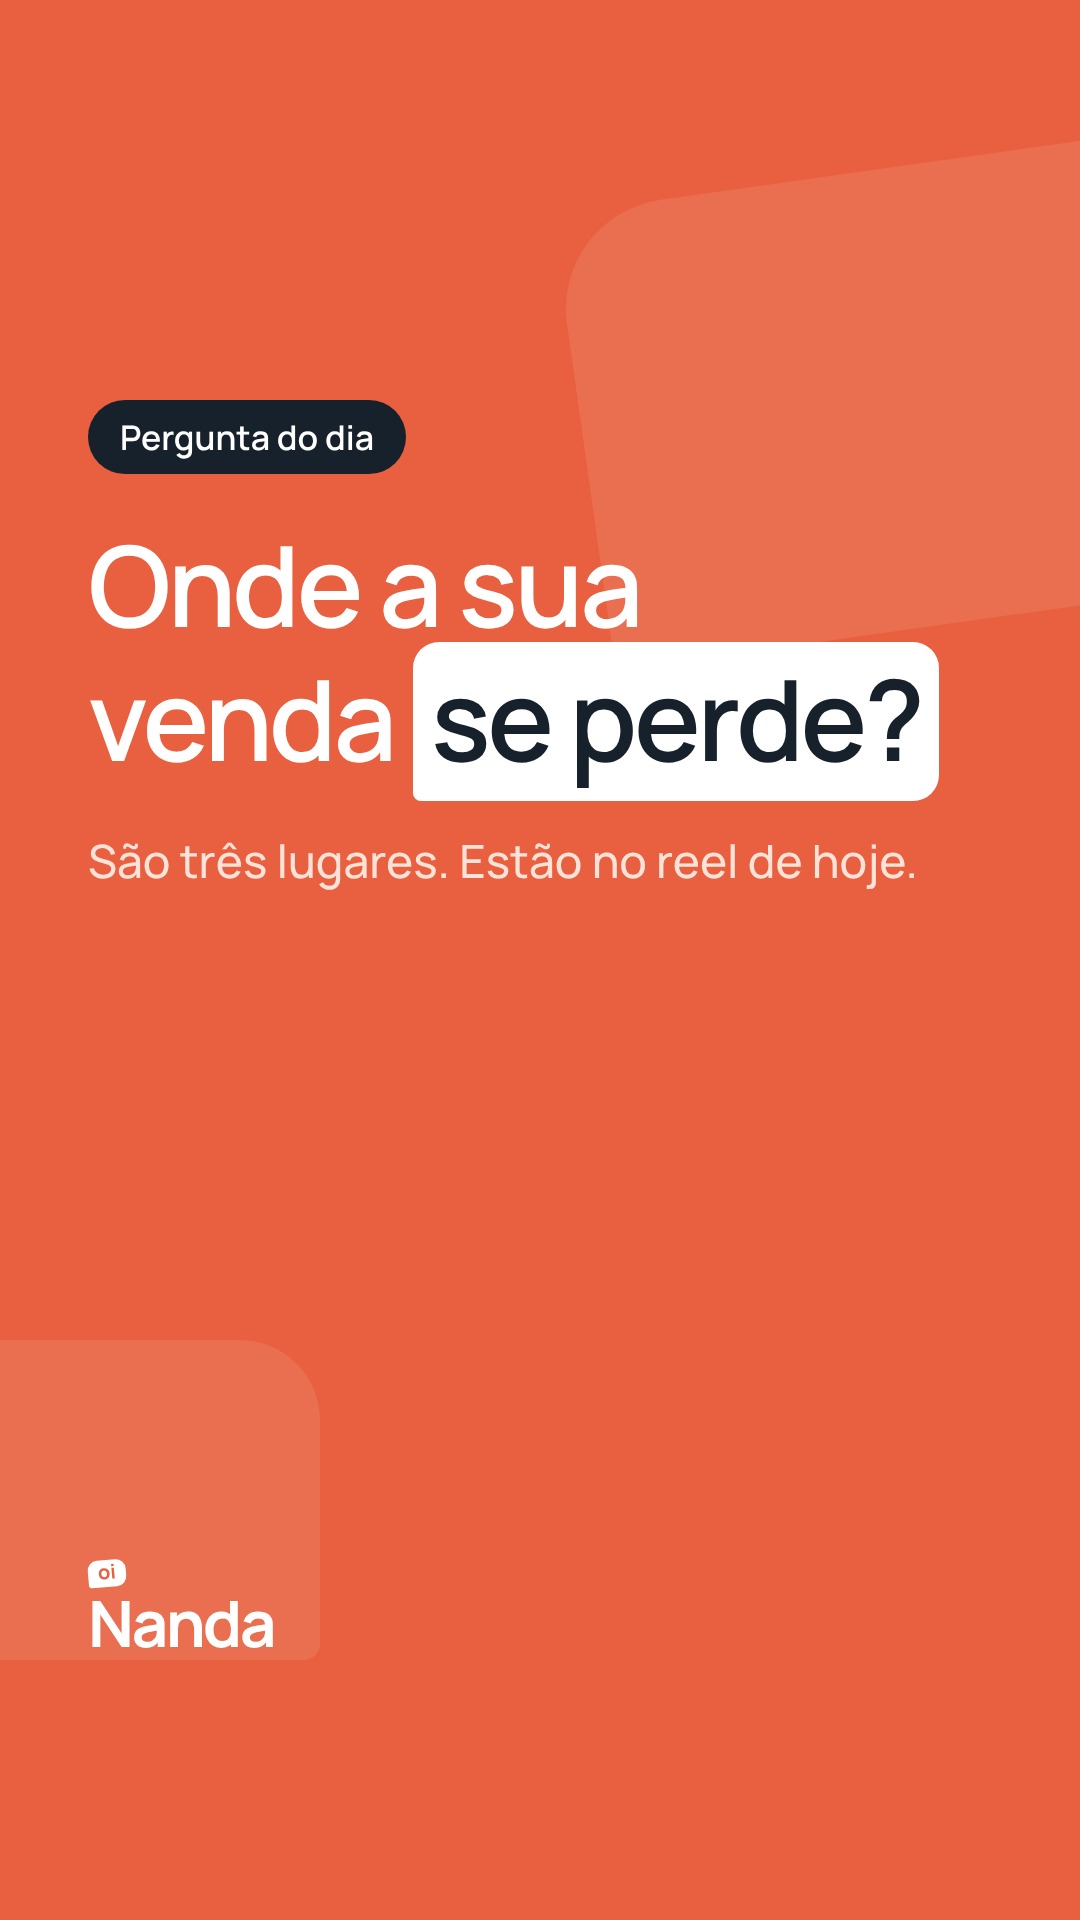 Pergunta do dia
Onde a sua
venda se perde?
São três lugares. Estão no reel de hoje.
oi
Nanda